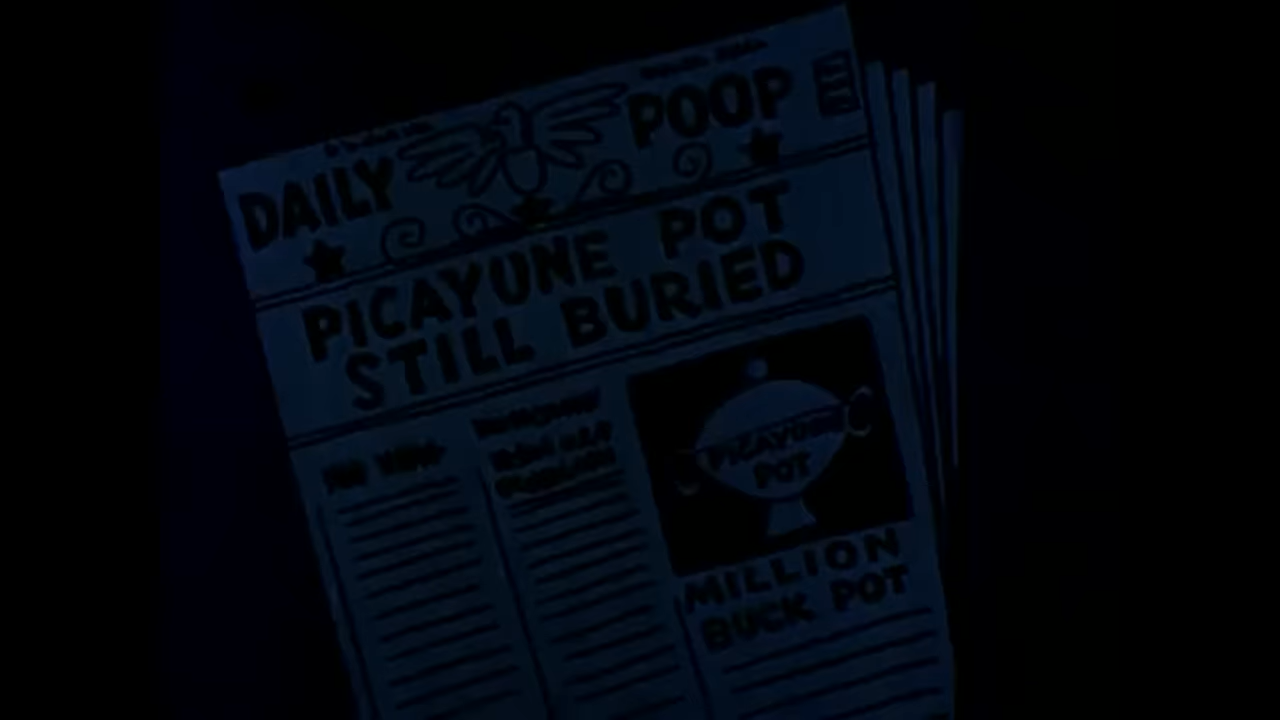 DAILY POOP
PICAYUNE POT
STILL BURIED
PICAYUNE
POT
MILLION
BUCK POT